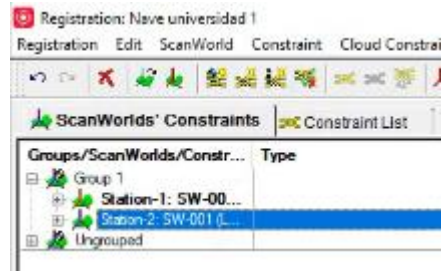 Registration: Nave universidad 1
Registration Edit ScanWorld Constraint Cloud Constrai
ScanWorlds' Constraints Constraint List
Groups/ScanWorlds/Constr... Type
Group 1
Station-1: SW-00...
Station-2: SW-001 (L...
Ungrouped